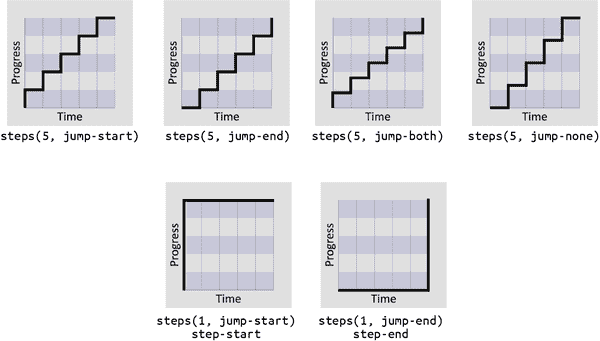 Progress
Time
steps(5, jump-start)
Progress
Time
steps(5, jump-end)
Progress
Time
steps(5, jump-both)
Progress
Time
steps(5, jump-none)
Progress
Time
steps(1, jump-start)
step-start
Progress
Time
steps(1, jump-end)
step-end